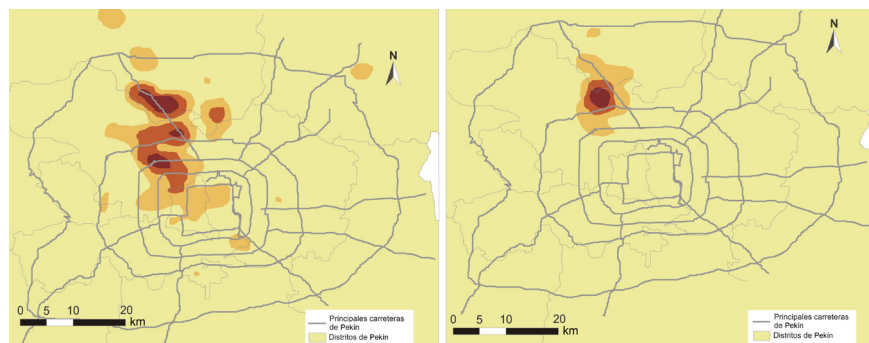 N
0 5 10 20
km
Principales carreteras
de Pekín
Distritos de Pekín
N
0 5 10 20
km
Principales carreteras
de Pekín
Distritos de Pekín